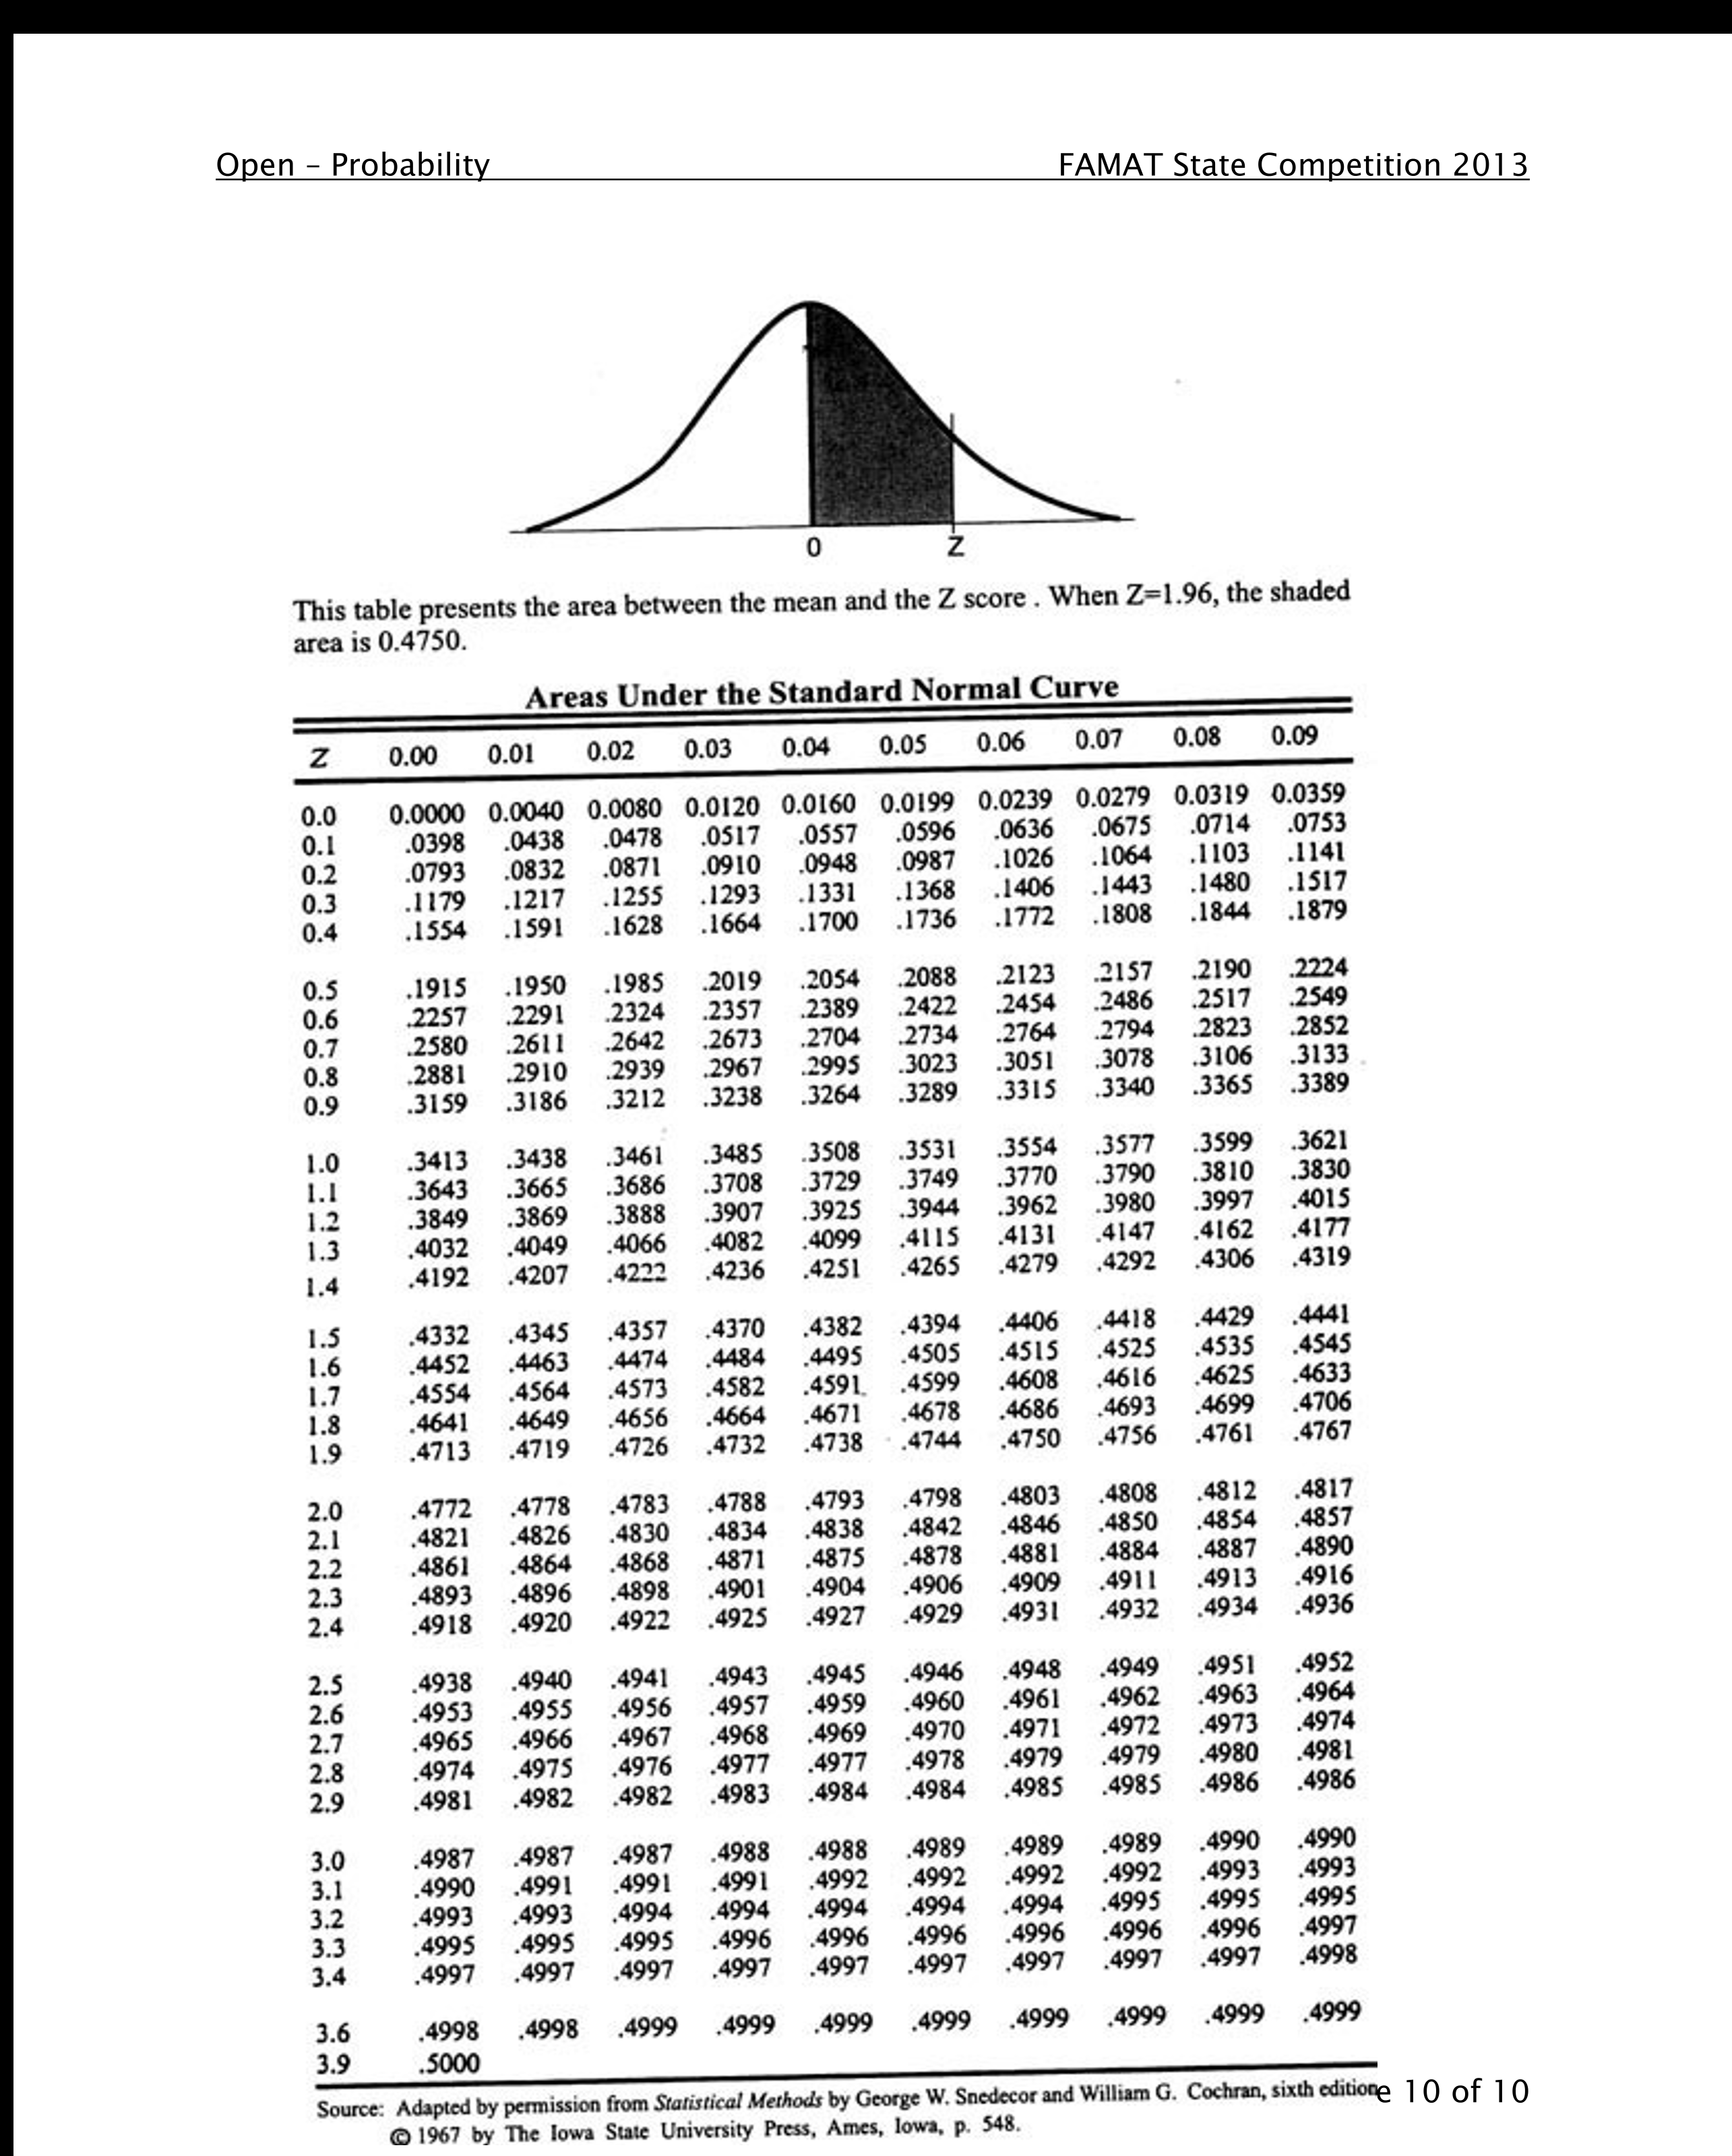 Open – Probability FAMAT State Competition 2013
0 Z
This table presents the area between the mean and the Z score . When Z=1.96, the shaded
area is 0.4750.
Areas Under the Standard Normal Curve
Z 0.00 0.01 0.02 0.03 0.04 0.05 0.06 0.07 0.08 0.09
0.0 0.0000 0.0040 0.0080 0.0120 0.0160 0.0199 0.0239 0.0279 0.0319 0.0359
0.1 .0398 .0438 .0478 .0517 .0557 .0596 .0636 .0675 .0714 .0753
0.2 .0793 .0832 .0871 .0910 .0948 .0987 .1026 .1064 .1103 .1141
0.3 .1179 .1217 .1255 .1293 .1331 .1368 .1406 .1443 .1480 .1517
0.4 .1554 .1591 .1628 .1664 .1700 .1736 .1772 .1808 .1844 .1879
0.5 .1915 .1950 .1985 .2019 .2054 .2088 .2123 .2157 .2190 .2224
0.6 .2257 .2291 .2324 .2357 .2389 .2422 .2454 .2486 .2517 .2549
0.7 .2580 .2611 .2642 .2673 .2704 .2734 .2764 .2794 .2823 .2852
0.8 .2881 .2910 .2939 .2967 .2995 .3023 .3051 .3078 .3106 .3133
0.9 .3159 .3186 .3212 .3238 .3264 .3289 .3315 .3340 .3365 .3389
1.0 .3413 .3438 .3461 .3485 .3508 .3531 .3554 .3577 .3599 .3621
1.1 .3643 .3665 .3686 .3708 .3729 .3749 .3770 .3790 .3810 .3830
1.2 .3849 .3869 .3888 .3907 .3925 .3944 .3962 .3980 .3997 .4015
1.3 .4032 .4049 .4066 .4082 .4099 .4115 .4131 .4147 .4162 .4177
1.4 .4192 .4207 .4222 .4236 .4251 .4265 .4279 .4292 .4306 .4319
1.5 .4332 .4345 .4357 .4370 .4382 .4394 .4406 .4418 .4429 .4441
1.6 .4452 .4463 .4474 .4484 .4495 .4505 .4515 .4525 .4535 .4545
1.7 .4554 .4564 .4573 .4582 .4591 .4599 .4608 .4616 .4625 .4633
1.8 .4641 .4649 .4656 .4664 .4671 .4678 .4686 .4693 .4699 .4706
1.9 .4713 .4719 .4726 .4732 .4738 .4744 .4750 .4756 .4761 .4767
2.0 .4772 .4778 .4783 .4788 .4793 .4798 .4803 .4808 .4812 .4817
2.1 .4821 .4826 .4830 .4834 .4838 .4842 .4846 .4850 .4854 .4857
2.2 .4861 .4864 .4868 .4871 .4875 .4878 .4881 .4884 .4887 .4890
2.3 .4893 .4896 .4898 .4901 .4904 .4906 .4909 .4911 .4913 .4916
2.4 .4918 .4920 .4922 .4925 .4927 .4929 .4931 .4932 .4934 .4936
2.5 .4938 .4940 .4941 .4943 .4945 .4946 .4948 .4949 .4951 .4952
2.6 .4953 .4955 .4956 .4957 .4959 .4960 .4961 .4962 .4963 .4964
2.7 .4965 .4966 .4967 .4968 .4969 .4970 .4971 .4972 .4973 .4974
2.8 .4974 .4975 .4976 .4977 .4977 .4978 .4979 .4979 .4980 .4981
2.9 .4981 .4982 .4982 .4983 .4984 .4984 .4985 .4985 .4986 .4986
3.0 .4987 .4987 .4987 .4988 .4988 .4989 .4989 .4989 .4990 .4990
3.1 .4990 .4991 .4991 .4991 .4992 .4992 .4992 .4992 .4993 .4993
3.2 .4993 .4993 .4994 .4994 .4994 .4994 .4994 .4995 .4995 .4995
3.3 .4995 .4995 .4995 .4996 .4996 .4996 .4996 .4996 .4996 .4997
3.4 .4997 .4997 .4997 .4997 .4997 .4997 .4997 .4997 .4997 .4998
3.6 .4998 .4998 .4999 .4999 .4999 .4999 .4999 .4999 .4999 .4999
3.9 .5000
Source: Adapted by permission from Statistical Methods by George W. Snedecor and William G. Cochran, sixth edition
e 10 of 10
© 1967 by The Iowa State University Press, Ames, Iowa, p. 548.